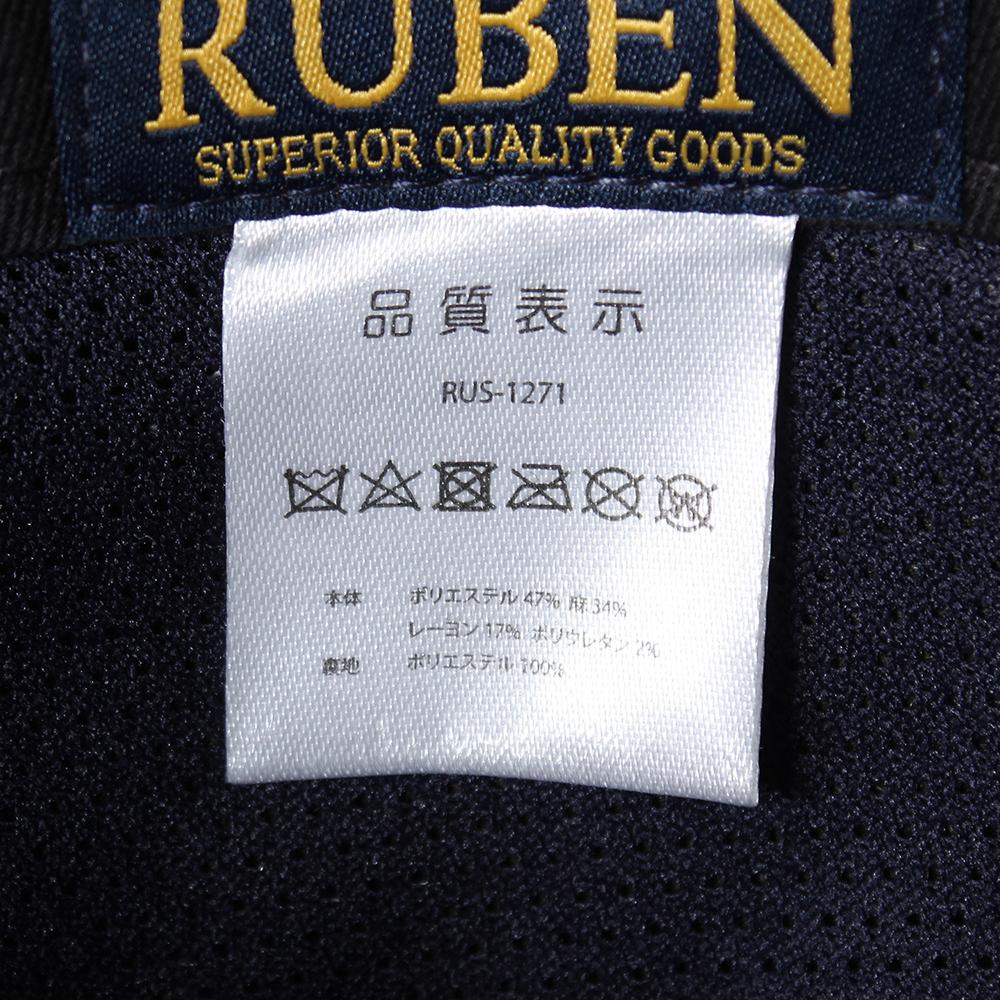 RUBEN
SUPERIOR QUALITY GOODS
品質表示
RUS-1271
本体 ポリエステル 47% 麻 34%
レーヨン 17% ポリウレタン 2%
裏地 ポリエステル 100%